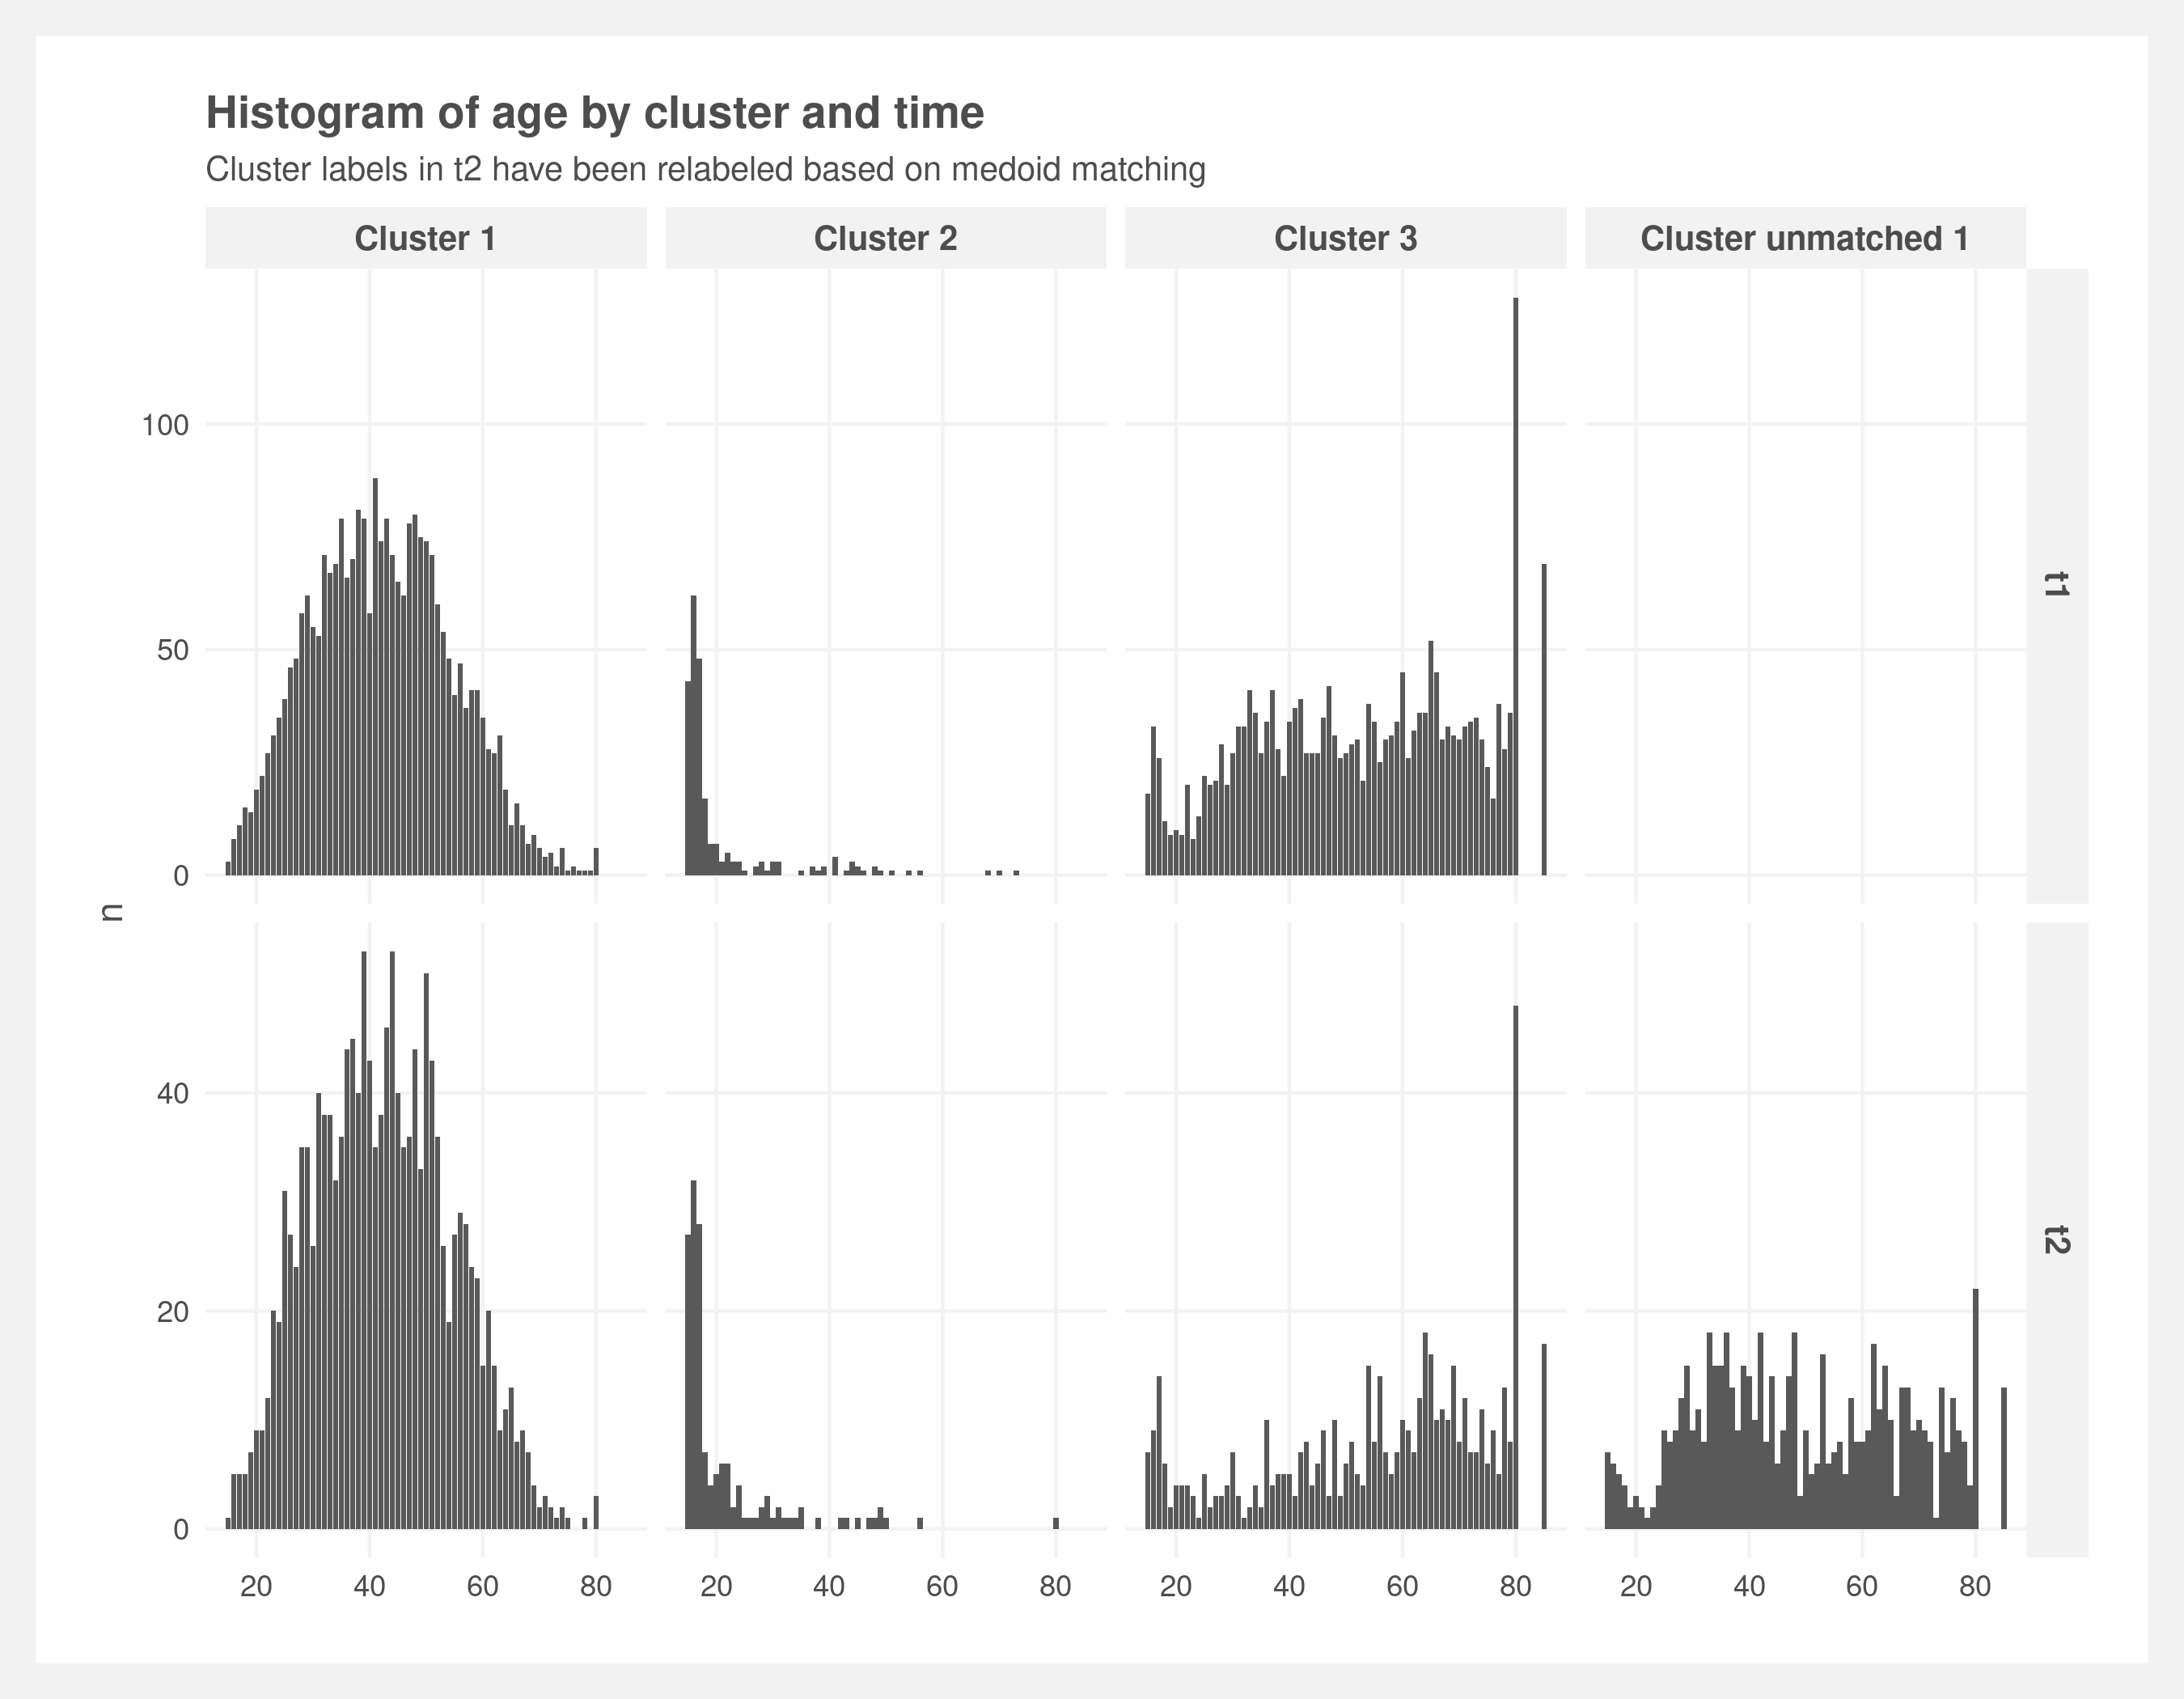 Histogram of age by cluster and time
Cluster labels in t2 have been relabeled based on medoid matching
Cluster 1
Cluster 2
Cluster 3
Cluster unmatched 1
100
50
0
t1
n
40
20
0
t2
20 40 60 80
20 40 60 80
20 40 60 80
20 40 60 80